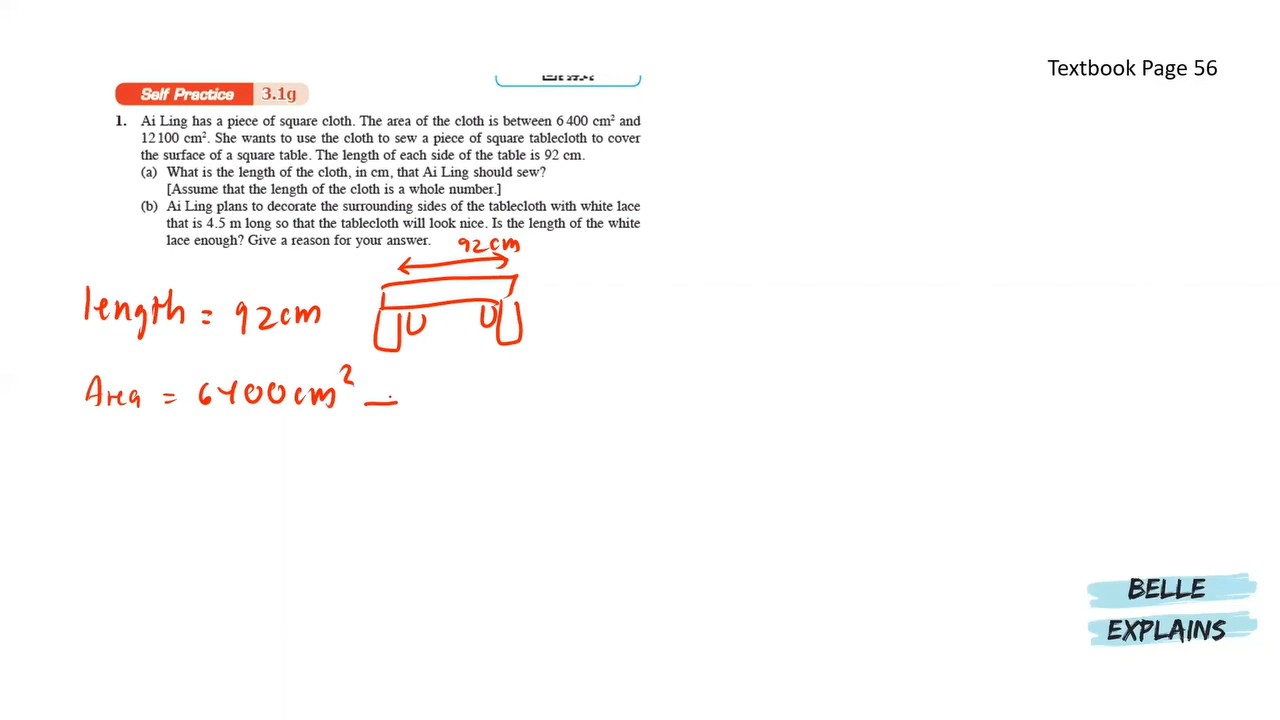 Textbook Page 56
Self Practice 3.1g
1. Ai Ling has a piece of square cloth. The area of the cloth is between 6 400 cm² and
12 100 cm². She wants to use the cloth to sew a piece of square tablecloth to cover
the surface of a square table. The length of each side of the table is 92 cm.
(a) What is the length of the cloth, in cm, that Ai Ling should sew?
[Assume that the length of the cloth is a whole number.]
(b) Ai Ling plans to decorate the surrounding sides of the tablecloth with white lace
that is 4.5 m long so that the tablecloth will look nice. Is the length of the white
lace enough? Give a reason for your answer.
92cm
length = 92cm
Area = 6400cm² –
BELLE
EXPLAINS